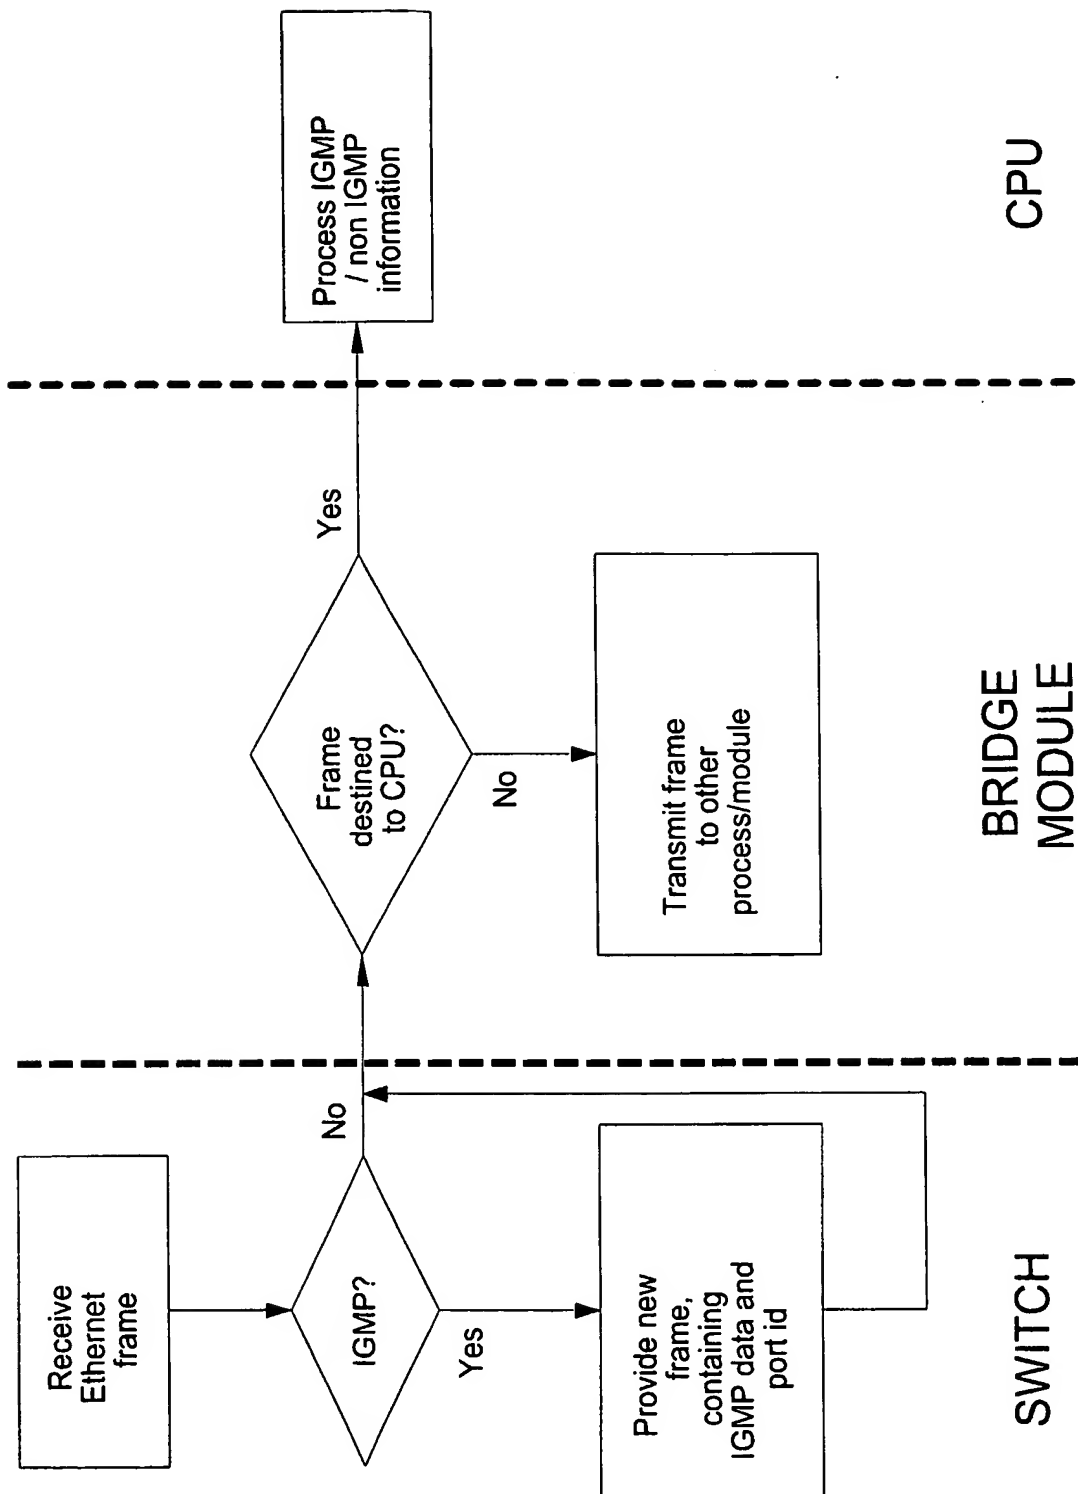 Receive
Ethernet
frame
IGMP?
No
Yes
Provide new
frame,
containing
IGMP data and
port id
SWITCH
Frame
destined
to CPU?
Yes
No
Transmit frame
to other
process/module
BRIDGE
MODULE
Process IGMP
/ non IGMP
information
CPU